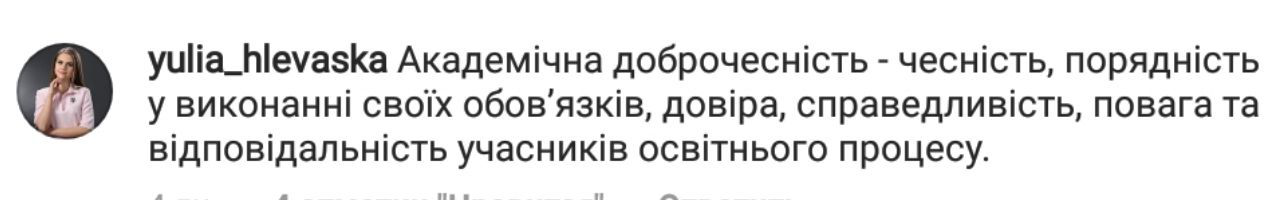 yulia_hlevaska Академічна доброчесність - чесність, порядність
у виконанні своїх обов’язків, довіра, справедливість, повага та
відповідальність учасників освітнього процесу.